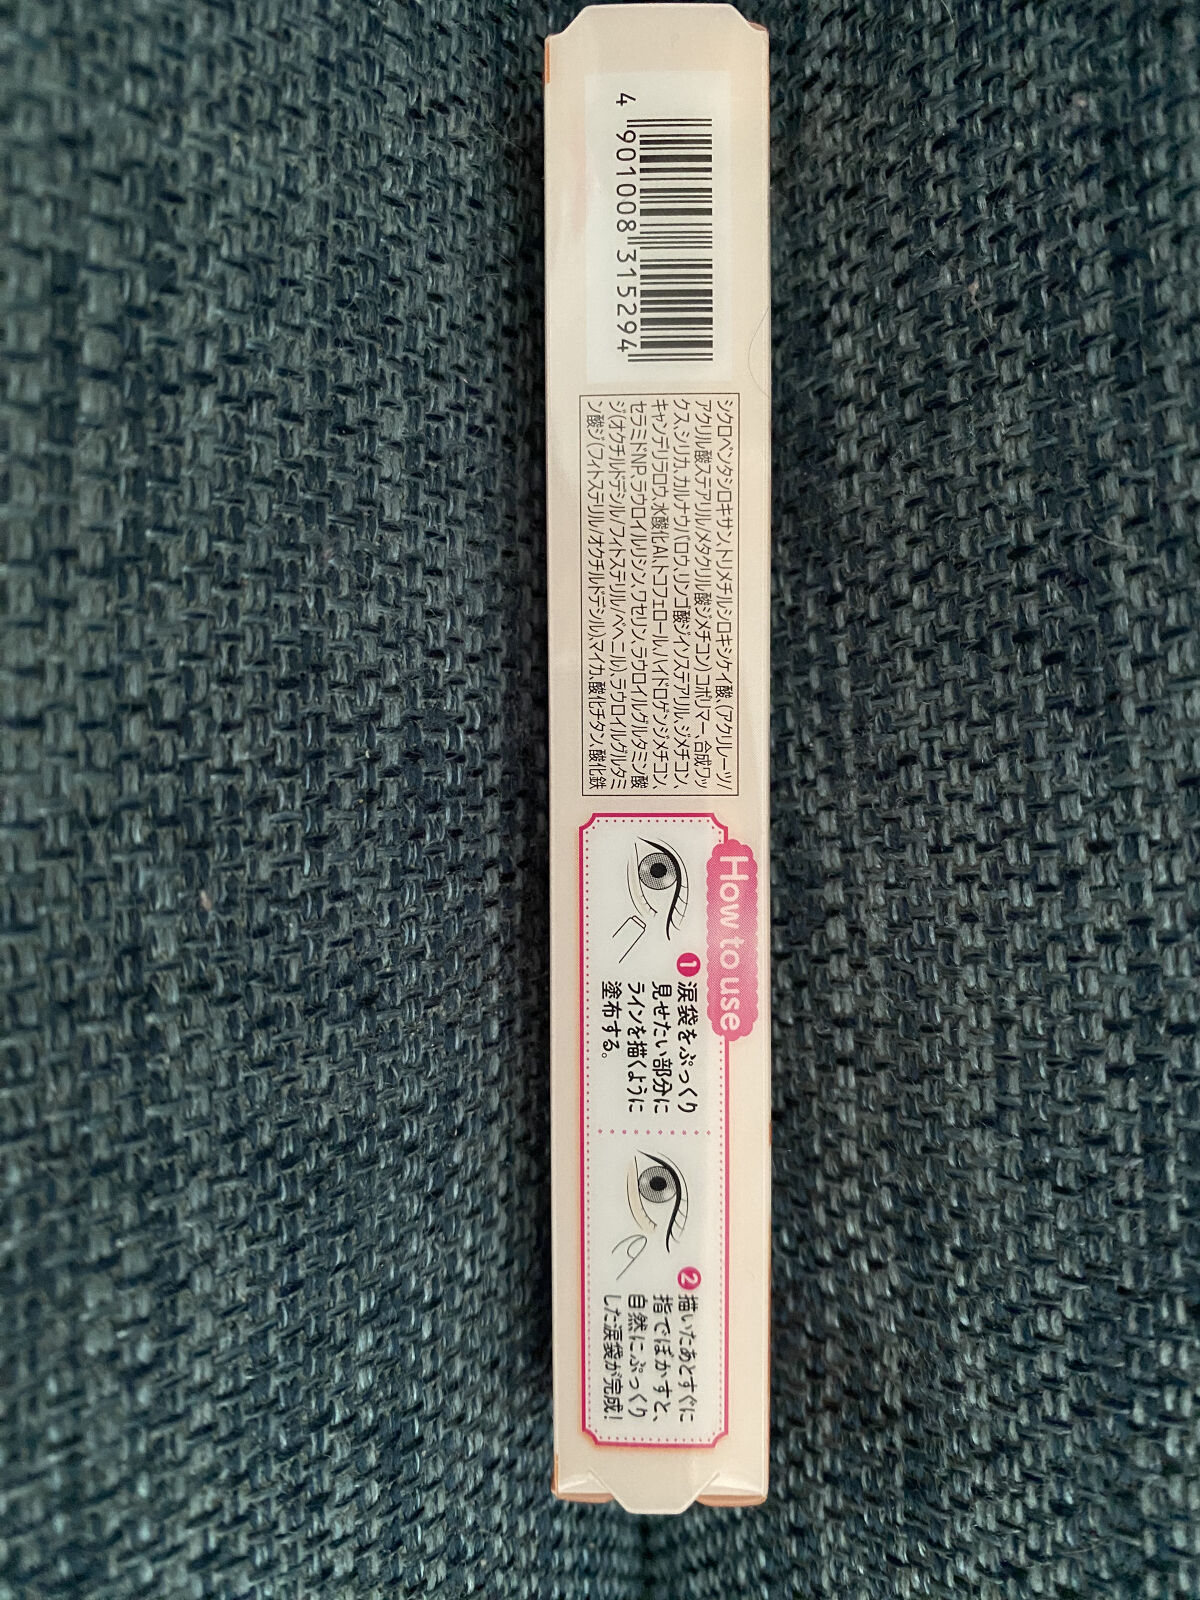 4 901008 315294
シクロペンタシロキサン、トリメチルシロキシケイ酸、(アクリレーツ/
アクリル酸ステアリル/メタクリル酸ジメチコン)コポリマー、合成ワッ
クス、シリカ、カルナウバロウ、リンゴ酸ジイソステアリル、ジメチコン、
キャンデリラロウ、水酸化Al、トコフェロール、ハイドロゲンジメチコン、
セラミドNP、ラウロイルリシン、ワセリン、ラウロイルグルタミン酸
ジ(オクチルドデシル/フィトステリル/ベヘニル)、ラウロイルグルタミ
ン酸ジ(フィトステリル/オクチルドデシル)、マイカ、酸化チタン、酸化鉄
How to use
1 涙袋をぷっくり
見せたい部分に
ラインを描くように
塗布する。
2 描いたあとすぐに
指でぼかすと、
自然にぷっくり
した涙袋が完成!